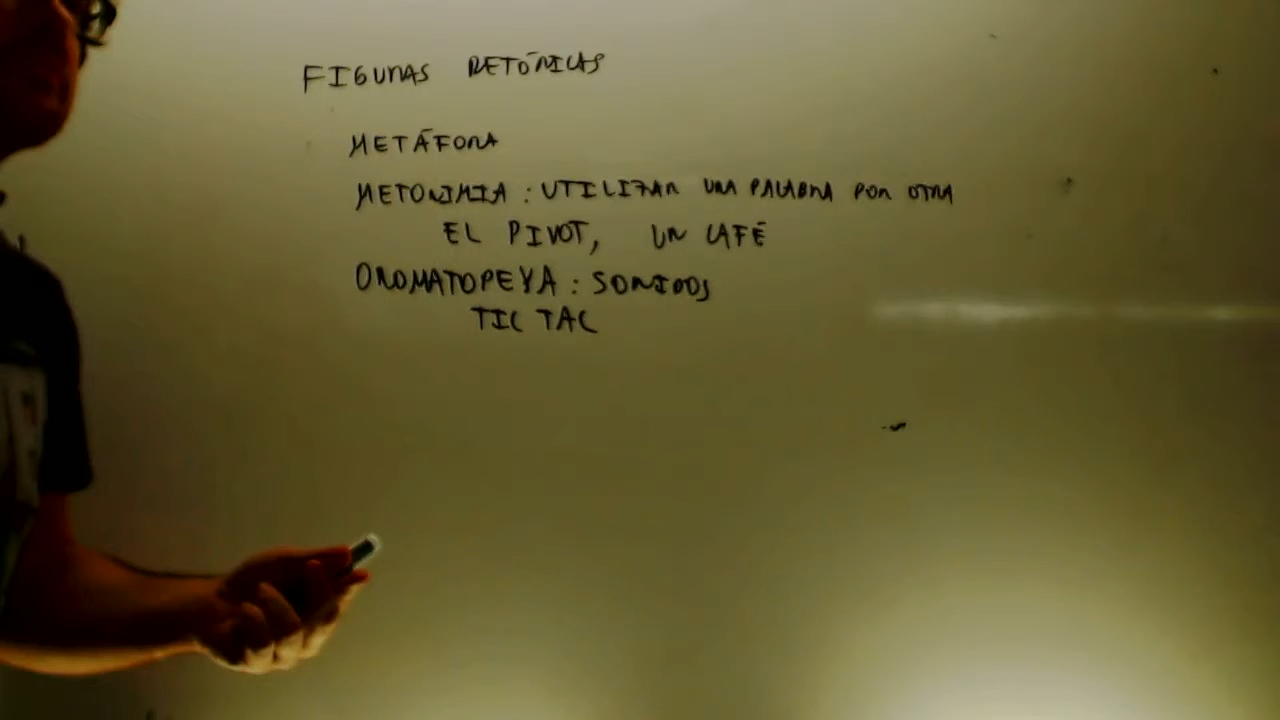 FIGURAS RETÓRICAS
METÁFORA
METONIMIA : UTILIZAR UNA PALABRA POR OTRA
EL PIVOT, UN CAFÉ
ONOMATOPEYA : SONIDOS
TIC TAC